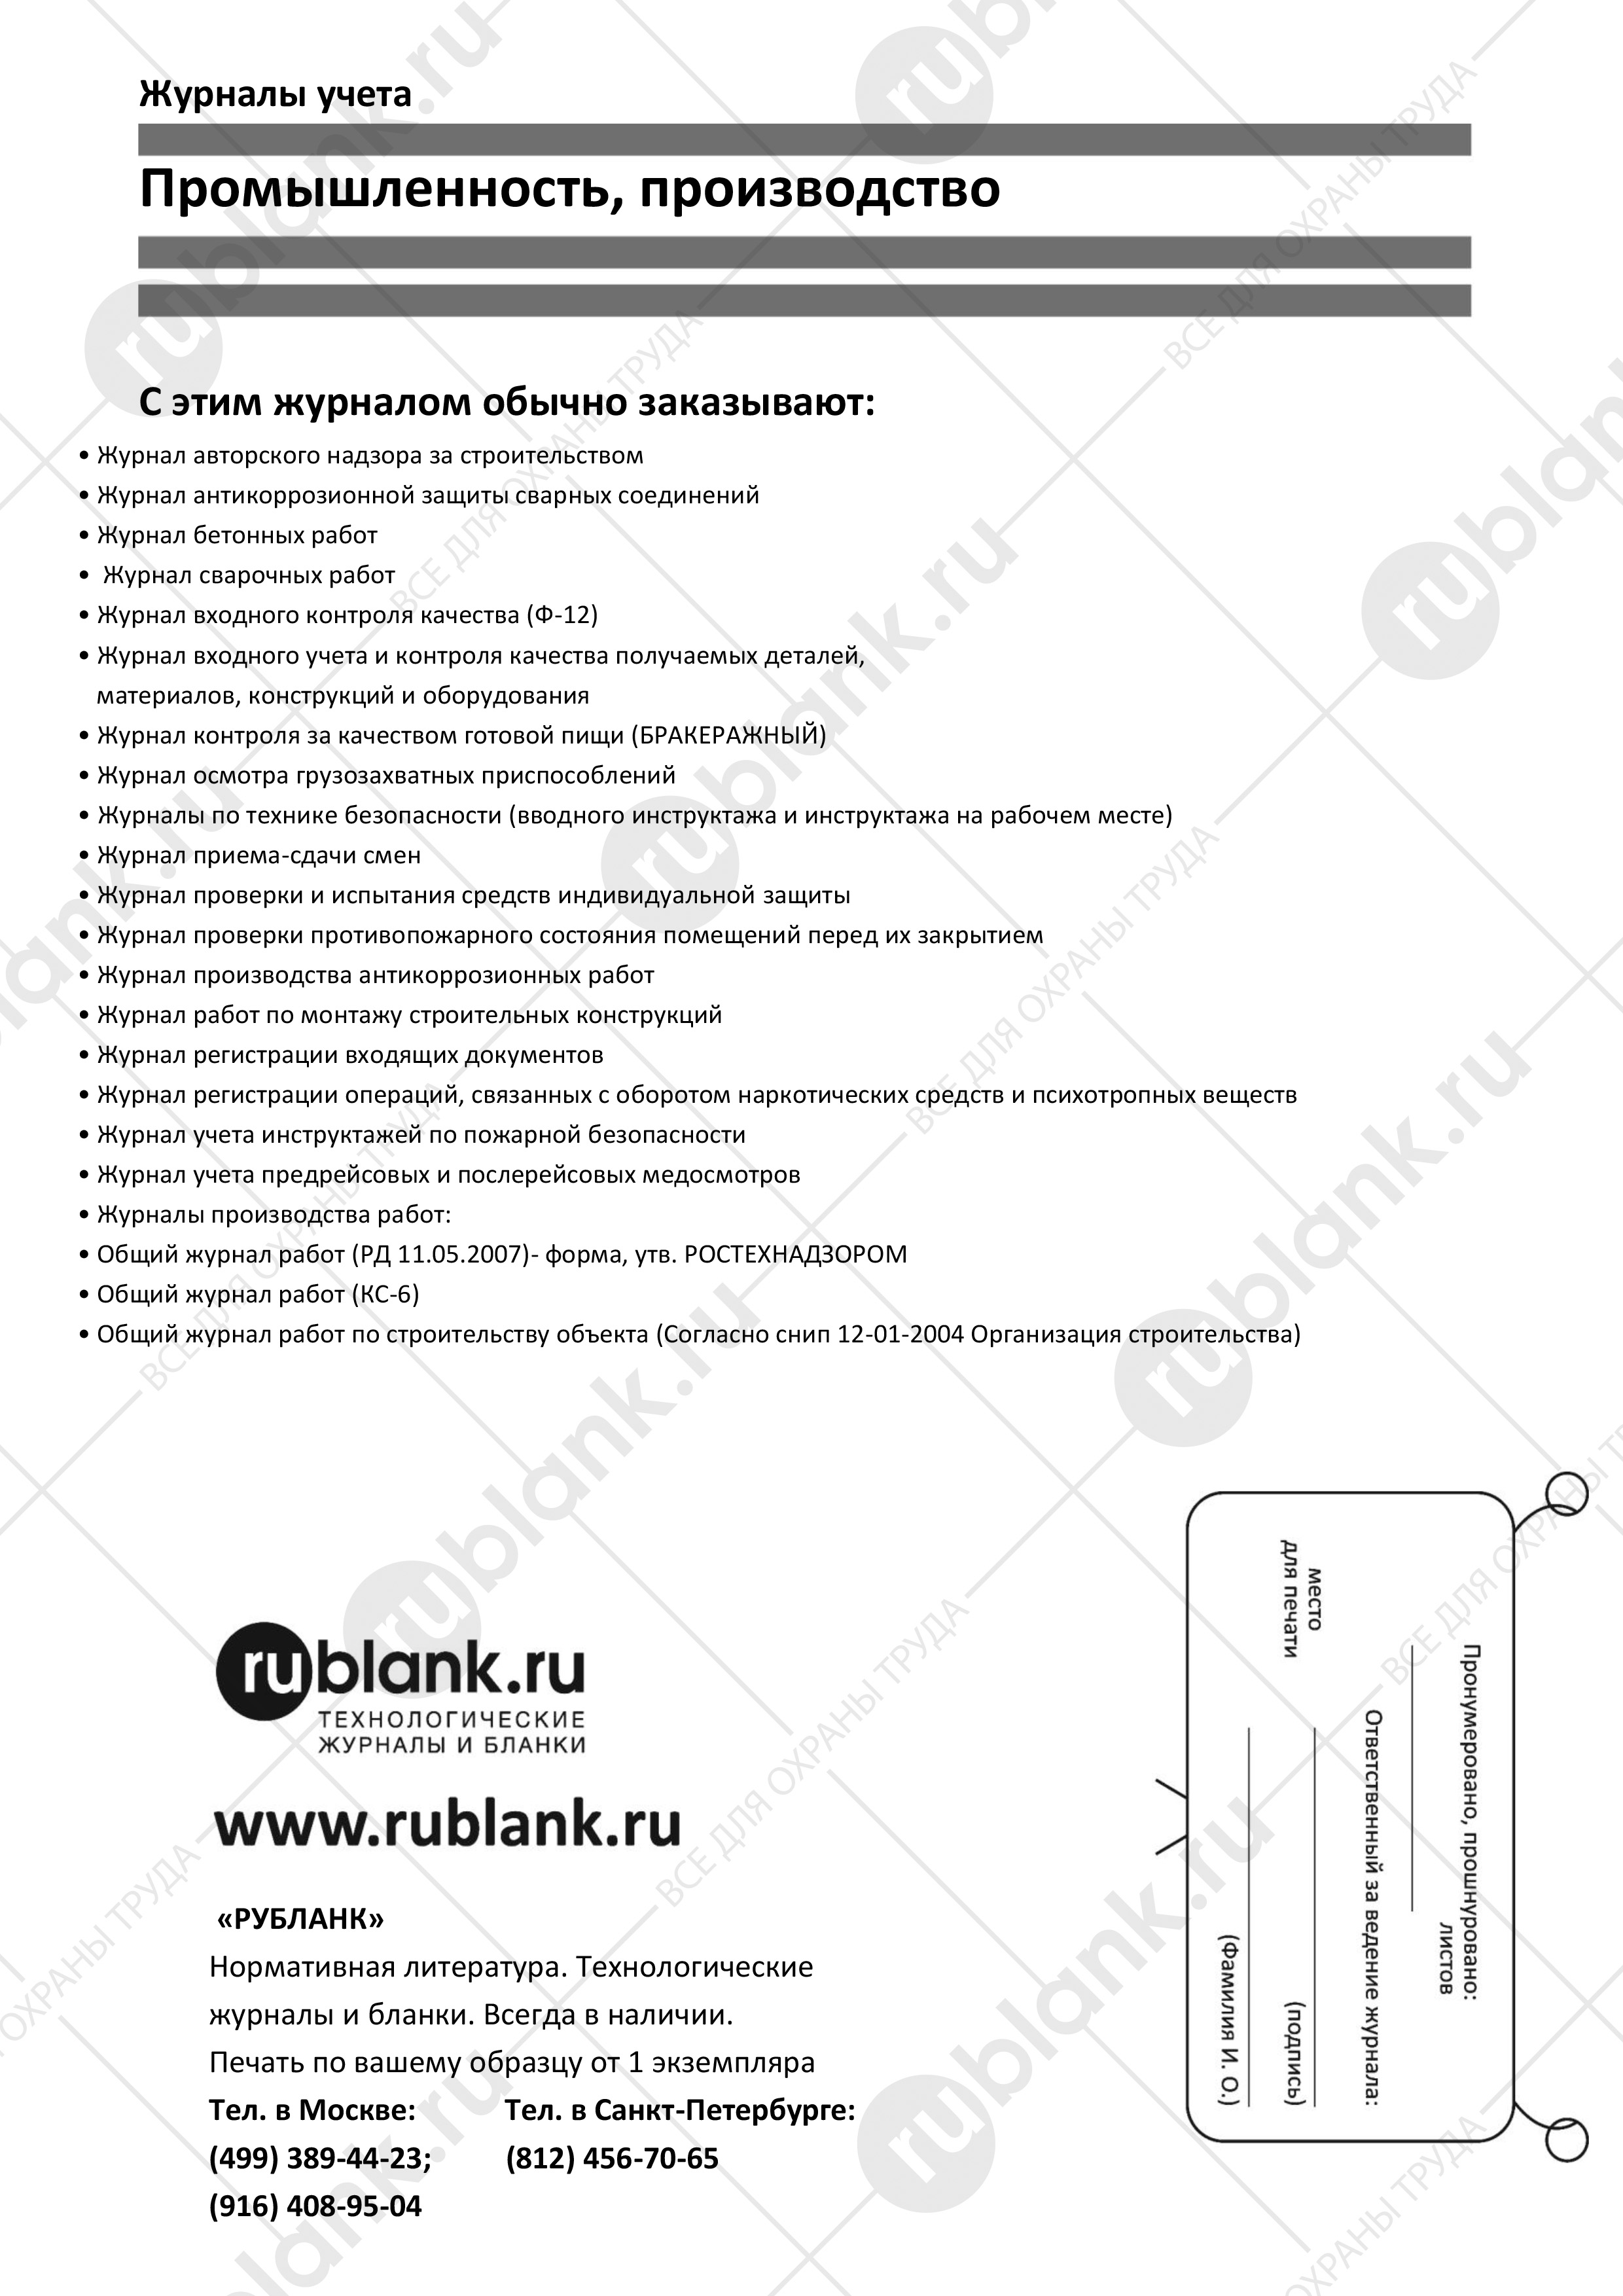 Журналы учета
Промышленность, производство
С этим журналом обычно заказывают:
• Журнал авторского надзора за строительством
• Журнал антикоррозионной защиты сварных соединений
• Журнал бетонных работ
• Журнал сварочных работ
• Журнал входного контроля качества (Ф-12)
• Журнал входного учета и контроля качества получаемых деталей,
материалов, конструкций и оборудования
• Журнал контроля за качеством готовой пищи (БРАКЕРАЖНЫЙ)
• Журнал осмотра грузозахватных приспособлений
• Журналы по технике безопасности (вводного инструктажа и инструктажа на рабочем месте)
• Журнал приема-сдачи смен
• Журнал проверки и испытания средств индивидуальной защиты
• Журнал проверки противопожарного состояния помещений перед их закрытием
• Журнал производства антикоррозионных работ
• Журнал работ по монтажу строительных конструкций
• Журнал регистрации входящих документов
• Журнал регистрации операций, связанных с оборотом наркотических средств и психотропных веществ
• Журнал учета инструктажей по пожарной безопасности
• Журнал учета предрейсовых и послерейсовых медосмотров
• Журналы производства работ:
• Общий журнал работ (РД 11.05.2007)- форма, утв. РОСТЕХНАДЗОРОМ
• Общий журнал работ (КС-6)
• Общий журнал работ по строительству объекта (Согласно снип 12-01-2004 Организация строительства)
rublank.ru
ТЕХНОЛОГИЧЕСКИЕ
ЖУРНАЛЫ И БЛАНКИ
www.rublank.ru
«РУБЛАНК»
Нормативная литература. Технологические
журналы и бланки. Всегда в наличии.
Печать по вашему образцу от 1 экземпляра
Тел. в Москве: Тел. в Санкт-Петербурге:
(499) 389-44-23; (812) 456-70-65
(916) 408-95-04
Пронумеровано, прошнуровано:
листов
Ответственный за ведение журнала:
место
для печати
(подпись)
(Фамилия И. О.)
rublank.ru
ВСЕ ДЛЯ ОХРАНЫ ТРУДА